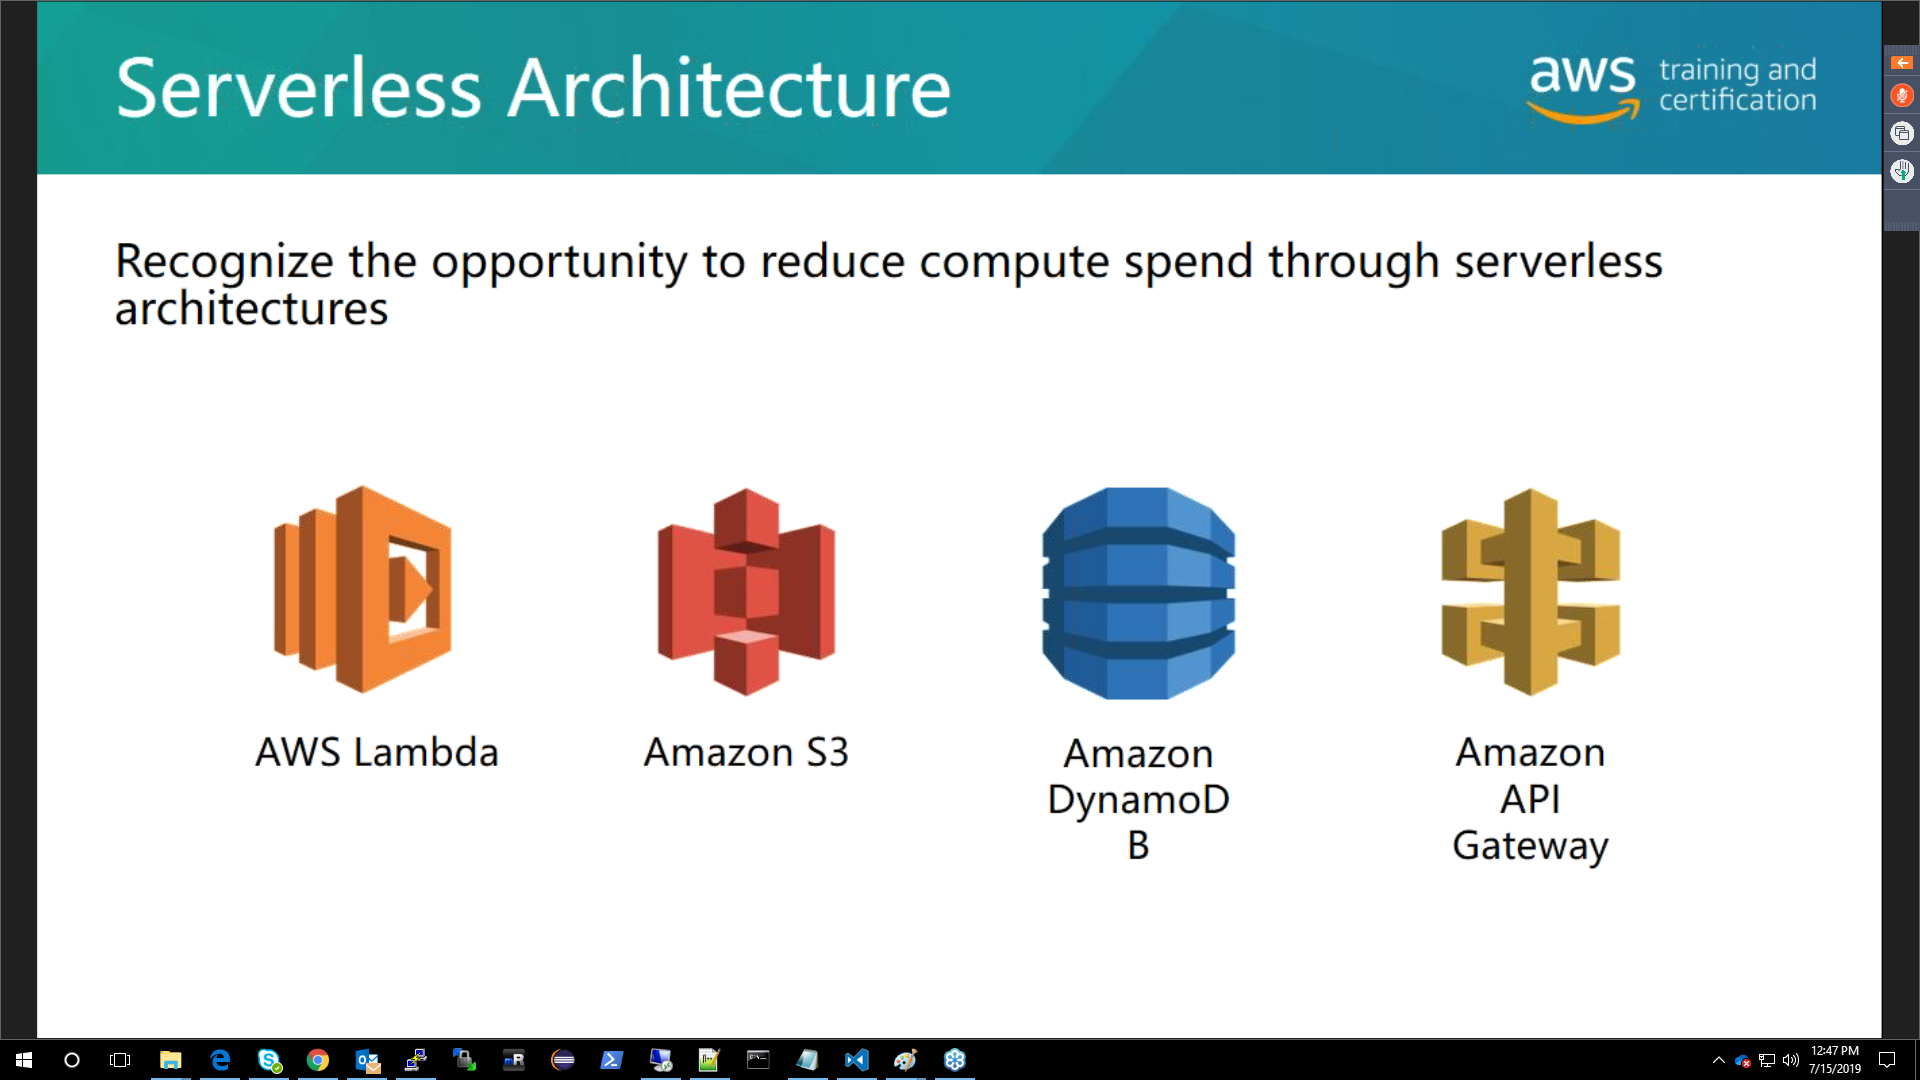 Serverless Architecture
aws training and
certification
Recognize the opportunity to reduce compute spend through serverless
architectures
AWS Lambda
Amazon S3
Amazon
DynamoD
B
Amazon
API
Gateway
12:47 PM
7/15/2019